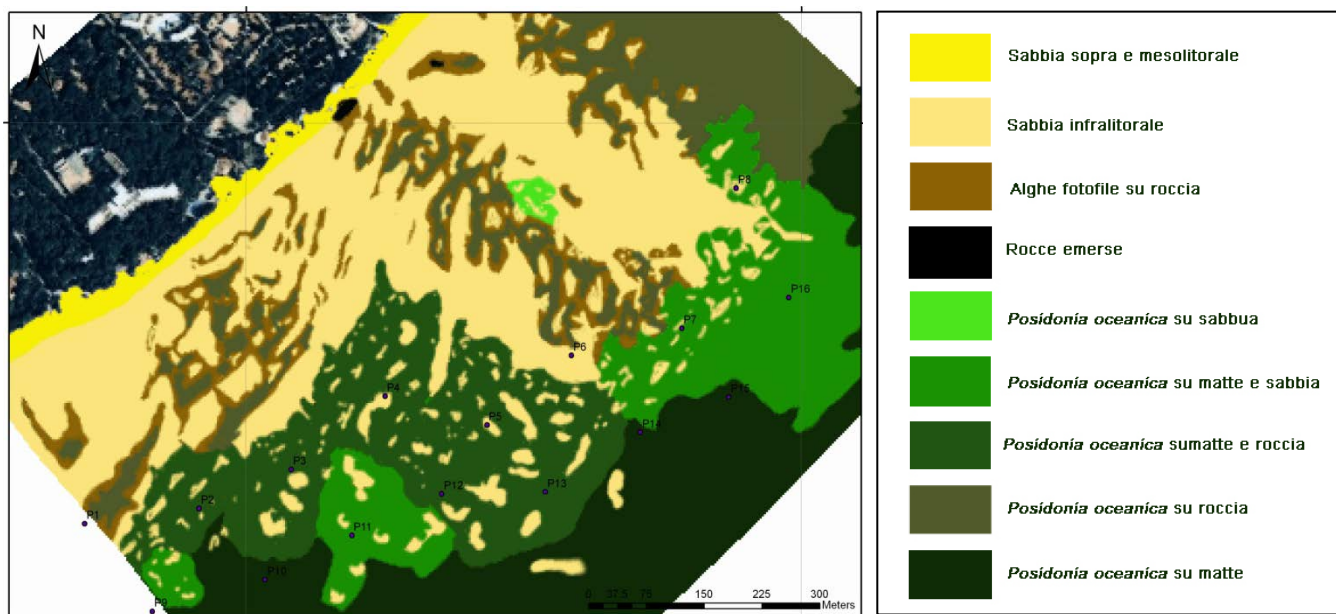 N
P8
P16
P7
P6
P15
P4
P5
P14
P3
P12
P13
P2
P1
P11
P10
P9
0 37.5 75 150 225 300
Meters
Sabbia sopra e mesolitorale
Sabbia infralitorale
Alghe fotofile su roccia
Rocce emerse
Posidonia oceanica su sabbua
Posidonia oceanica su matte e sabbia
Posidonia oceanica sumatte e roccia
Posidonia oceanica su roccia
Posidonia oceanica su matte